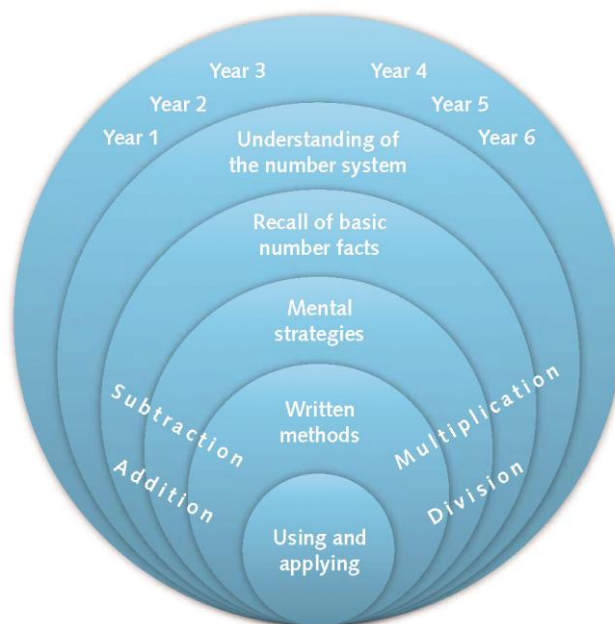 Year 3
Year 4
Year 2
Year 5
Year 1
Year 6
Understanding of
the number system
Recall of basic
number facts
Mental
strategies
Subtraction
Multiplication
Written
methods
Addition
Division
Using and
applying